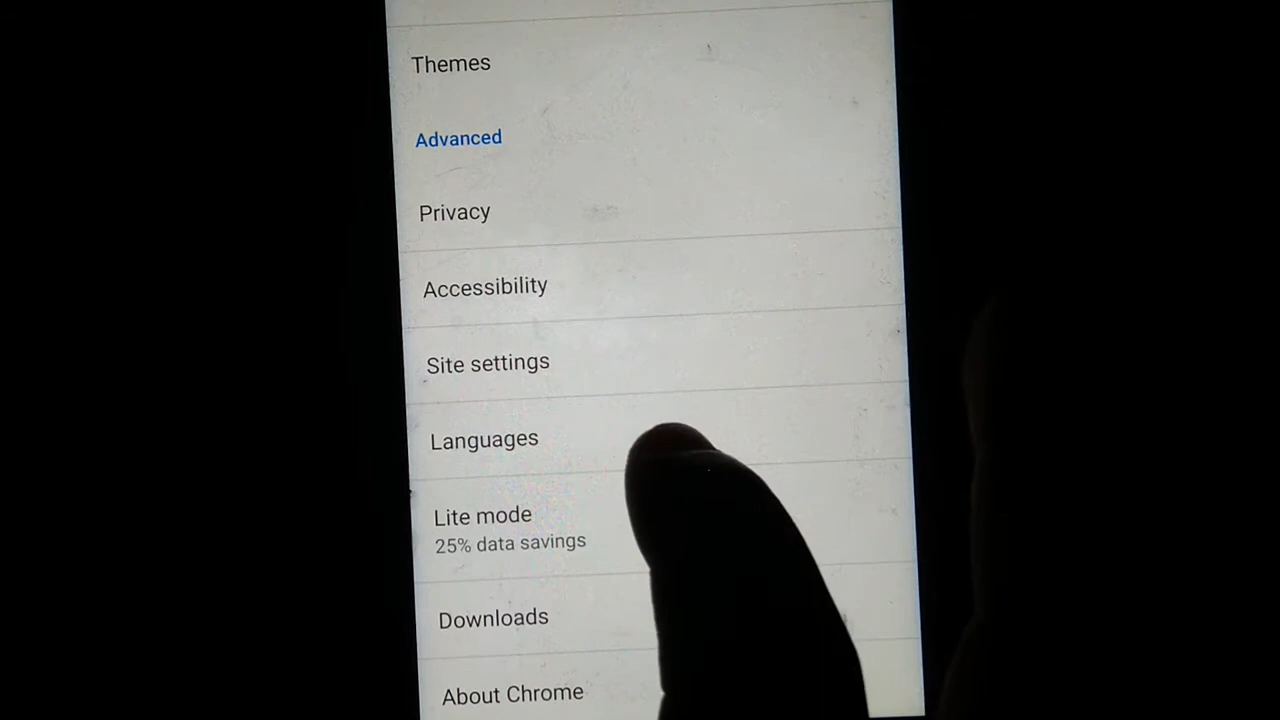 Themes
Advanced
Privacy
Accessibility
Site settings
Languages
Lite mode
25% data savings
Downloads
About Chrome